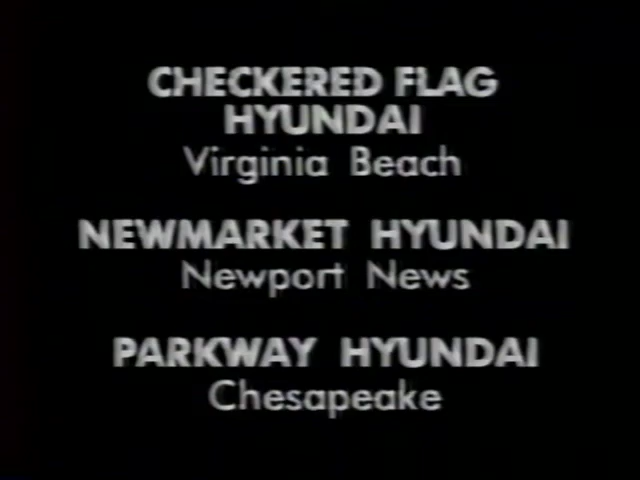 CHECKERED FLAG
HYUNDAI
Virginia Beach
NEWMARKET HYUNDAI
Newport News
PARKWAY HYUNDAI
Chesapeake